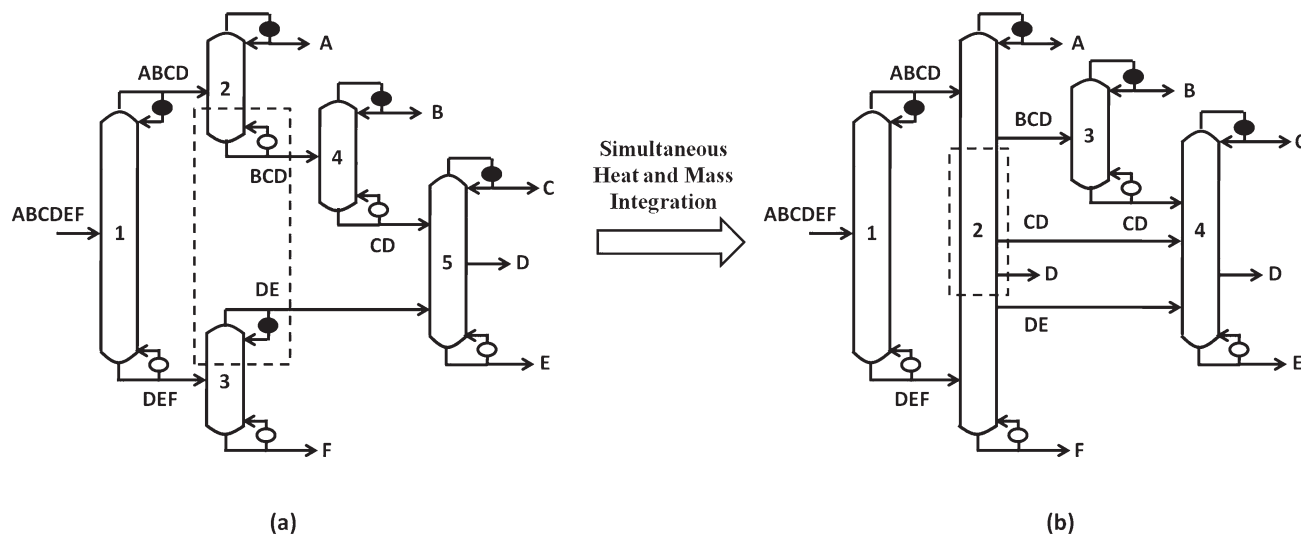 A
ABCD
2
B
4
BCD
C
ABCDEF
1
CD
5
D
DE
3
E
DEF
F
(a)
Simultaneous
Heat and Mass
Integration
A
ABCD
B
BCD
3
C
4
ABCDEF
1
2
CD
CD
D
D
DE
E
DEF
F
(b)